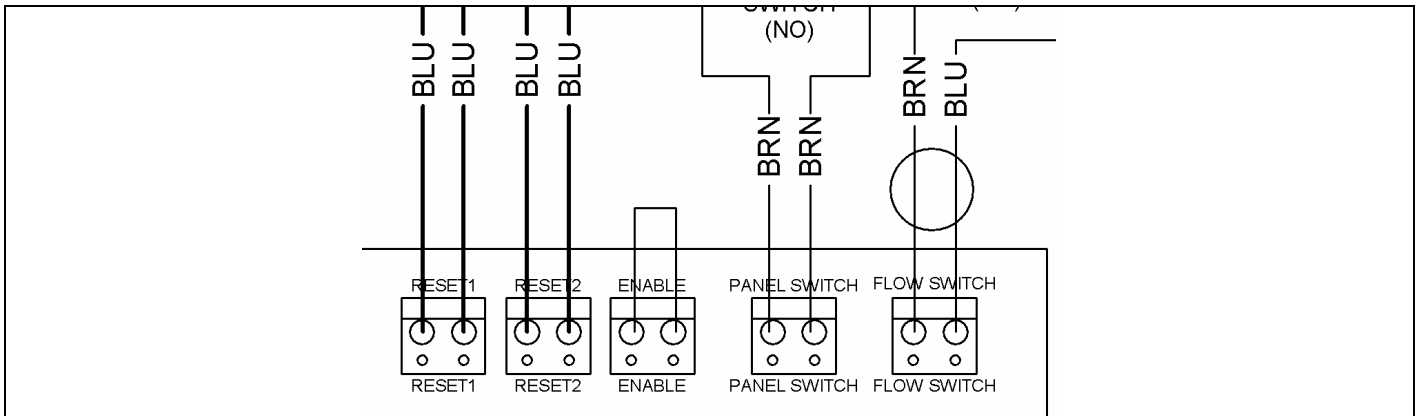 SWITCH
(NO)
BLU
BLU
BLU
BLU
BRN
BRN
BRN
BLU
RESET1
RESET2
ENABLE
PANEL SWITCH
FLOW SWITCH
RESET1
RESET2
ENABLE
PANEL SWITCH
FLOW SWITCH